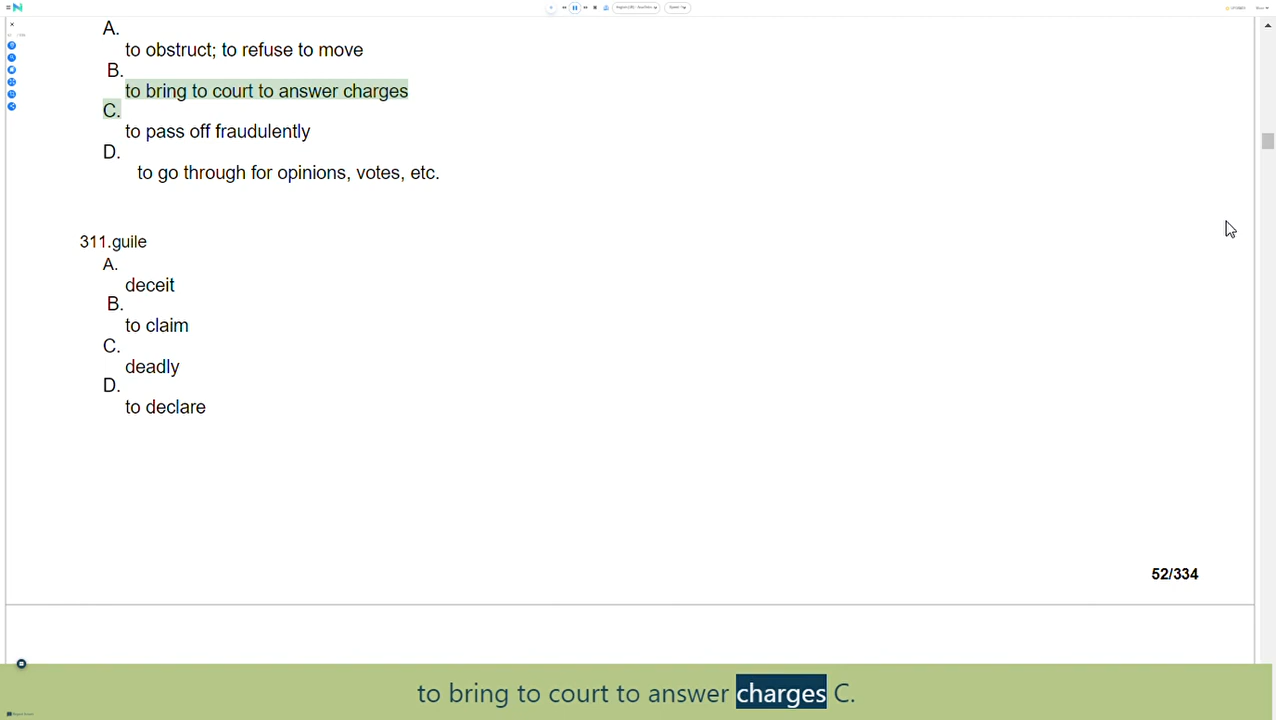 A.
to obstruct; to refuse to move
B.
to bring to court to answer charges
C.
to pass off fraudulently
D.
to go through for opinions, votes, etc.
311.guile
A.
deceit
B.
to claim
C.
deadly
D.
to declare
52/334
to bring to court to answer charges C.